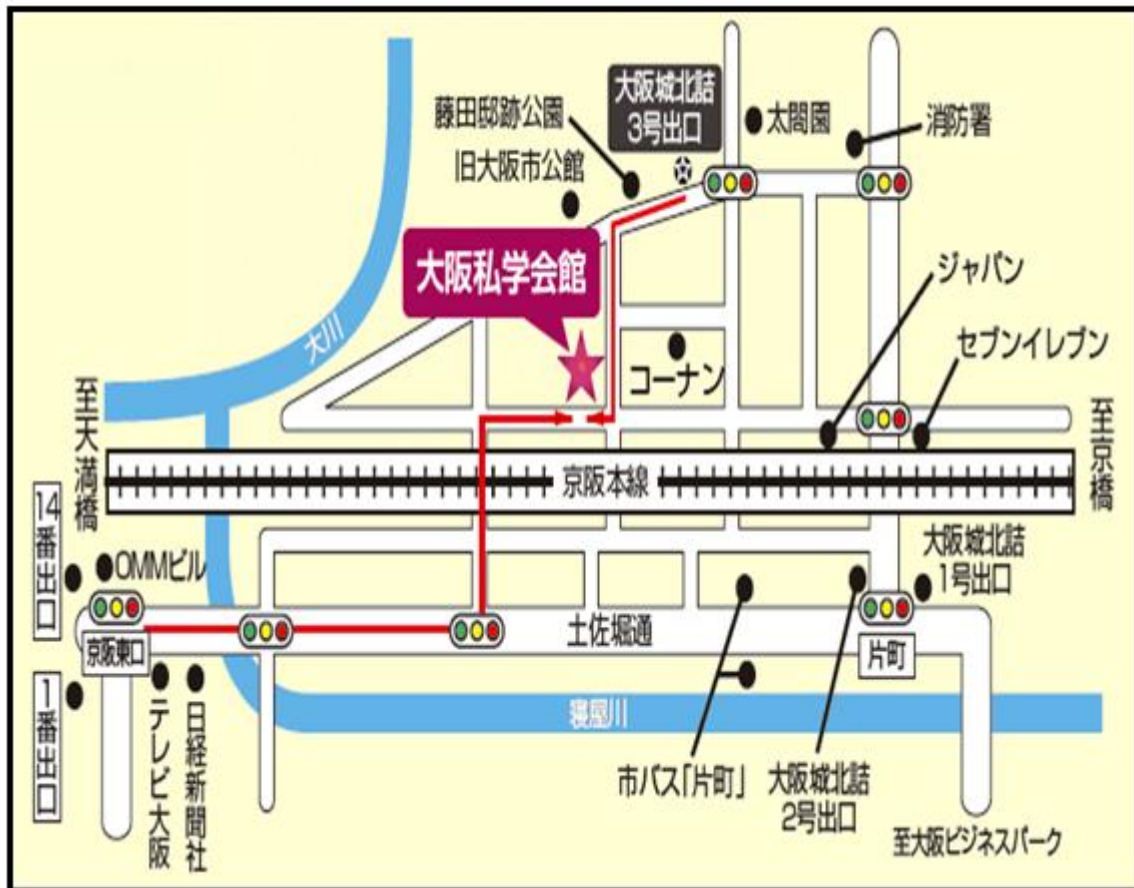 大阪城北詰
3号出口
太閤園
消防署
藤田邸跡公園
旧大阪市公館
大阪私学会館
ジャパン
セブンイレブン
コーナン
大川
至天満橋
至京橋
京阪本線
14番出口
OMMビル
大阪城北詰
1号出口
京阪東口
土佐堀通
片町
1番出口
テレビ大阪
日経新聞社
寝屋川
市バス「片町」
大阪城北詰
2号出口
至大阪ビジネスパーク